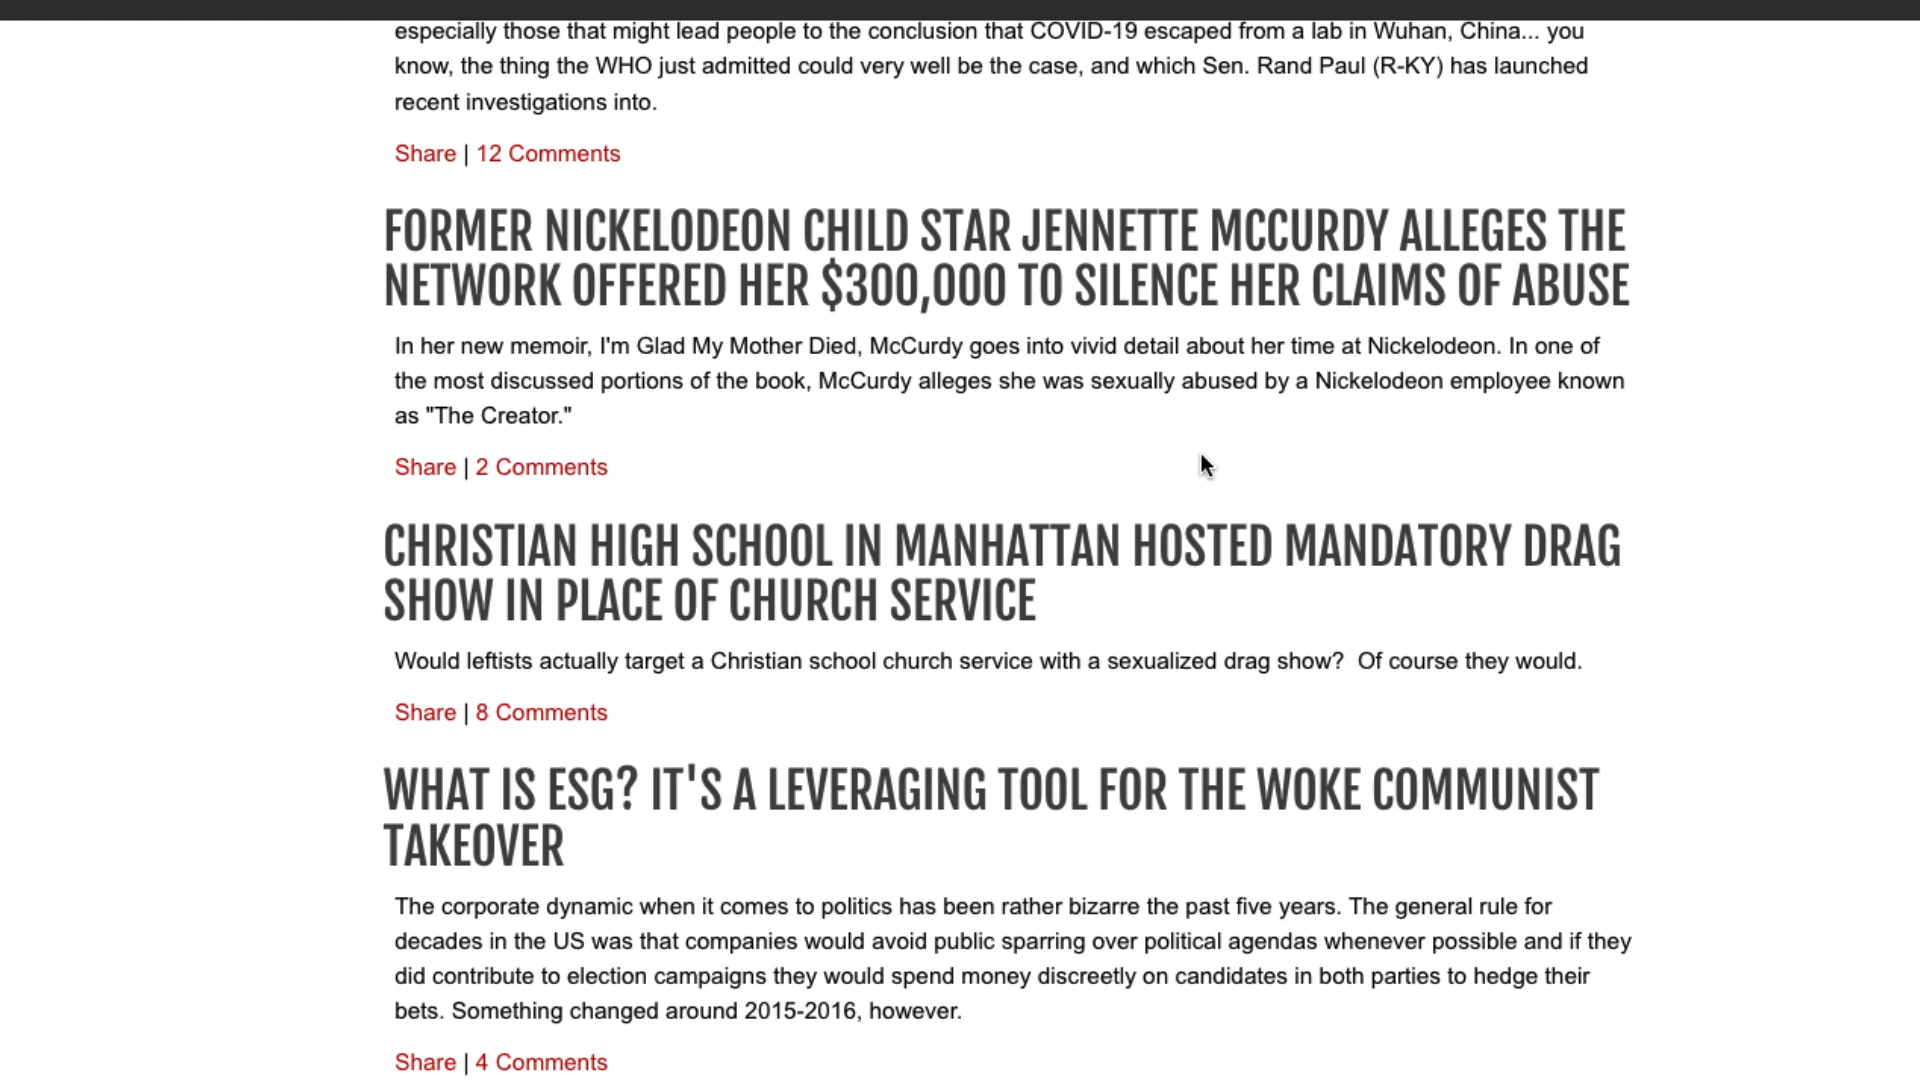 especially those that might lead people to the conclusion that COVID-19 escaped from a lab in Wuhan, China... you
know, the thing the WHO just admitted could very well be the case, and which Sen. Rand Paul (R-KY) has launched
recent investigations into.
Share | 12 Comments
FORMER NICKELODEON CHILD STAR JENNETTE MCCURDY ALLEGES THE
NETWORK OFFERED HER $300,000 TO SILENCE HER CLAIMS OF ABUSE
In her new memoir, I'm Glad My Mother Died, McCurdy goes into vivid detail about her time at Nickelodeon. In one of
the most discussed portions of the book, McCurdy alleges she was sexually abused by a Nickelodeon employee known
as "The Creator."
Share | 2 Comments
CHRISTIAN HIGH SCHOOL IN MANHATTAN HOSTED MANDATORY DRAG
SHOW IN PLACE OF CHURCH SERVICE
Would leftists actually target a Christian school church service with a sexualized drag show?  Of course they would.
Share | 8 Comments
WHAT IS ESG? IT'S A LEVERAGING TOOL FOR THE WOKE COMMUNIST
TAKEOVER
The corporate dynamic when it comes to politics has been rather bizarre the past five years. The general rule for
decades in the US was that companies would avoid public sparring over political agendas whenever possible and if they
did contribute to election campaigns they would spend money discreetly on candidates in both parties to hedge their
bets. Something changed around 2015-2016, however.
Share | 4 Comments